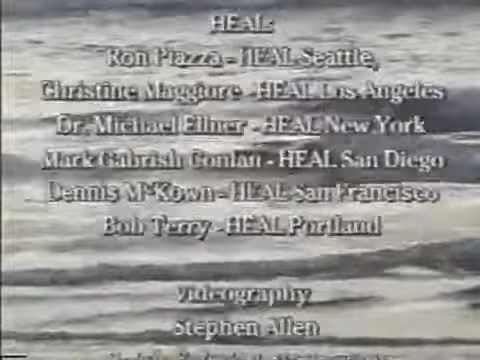 HEAL:
Ron Piazza - HEAL Seattle,
Christine Maggiore - HEAL Los Angeles
Dr. Michael Ellner - HEAL New York
Mark Gabrish Conlan - HEAL San Diego
Dennis McKown - HEAL San Francisco
Bob Terry - HEAL Portland
videography
Stephen Allen